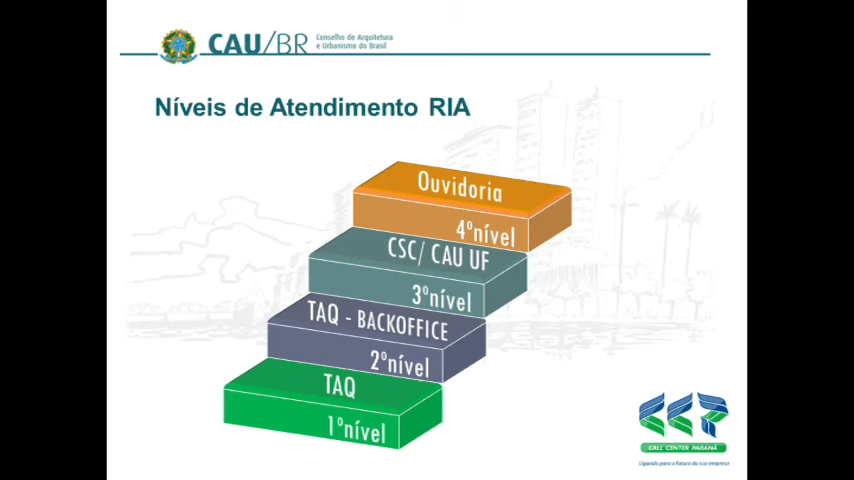 CAU/BR
Conselho de Arquitetura
e Urbanismo do Brasil
Níveis de Atendimento RIA
Ouvidoria
4ºnível
CSC/ CAU UF
3ºnível
TAQ - BACKOFFICE
2ºnível
TAQ
1ºnível
CCP
CALL CENTER PARANÁ
Ligando para o futuro da sua empresa